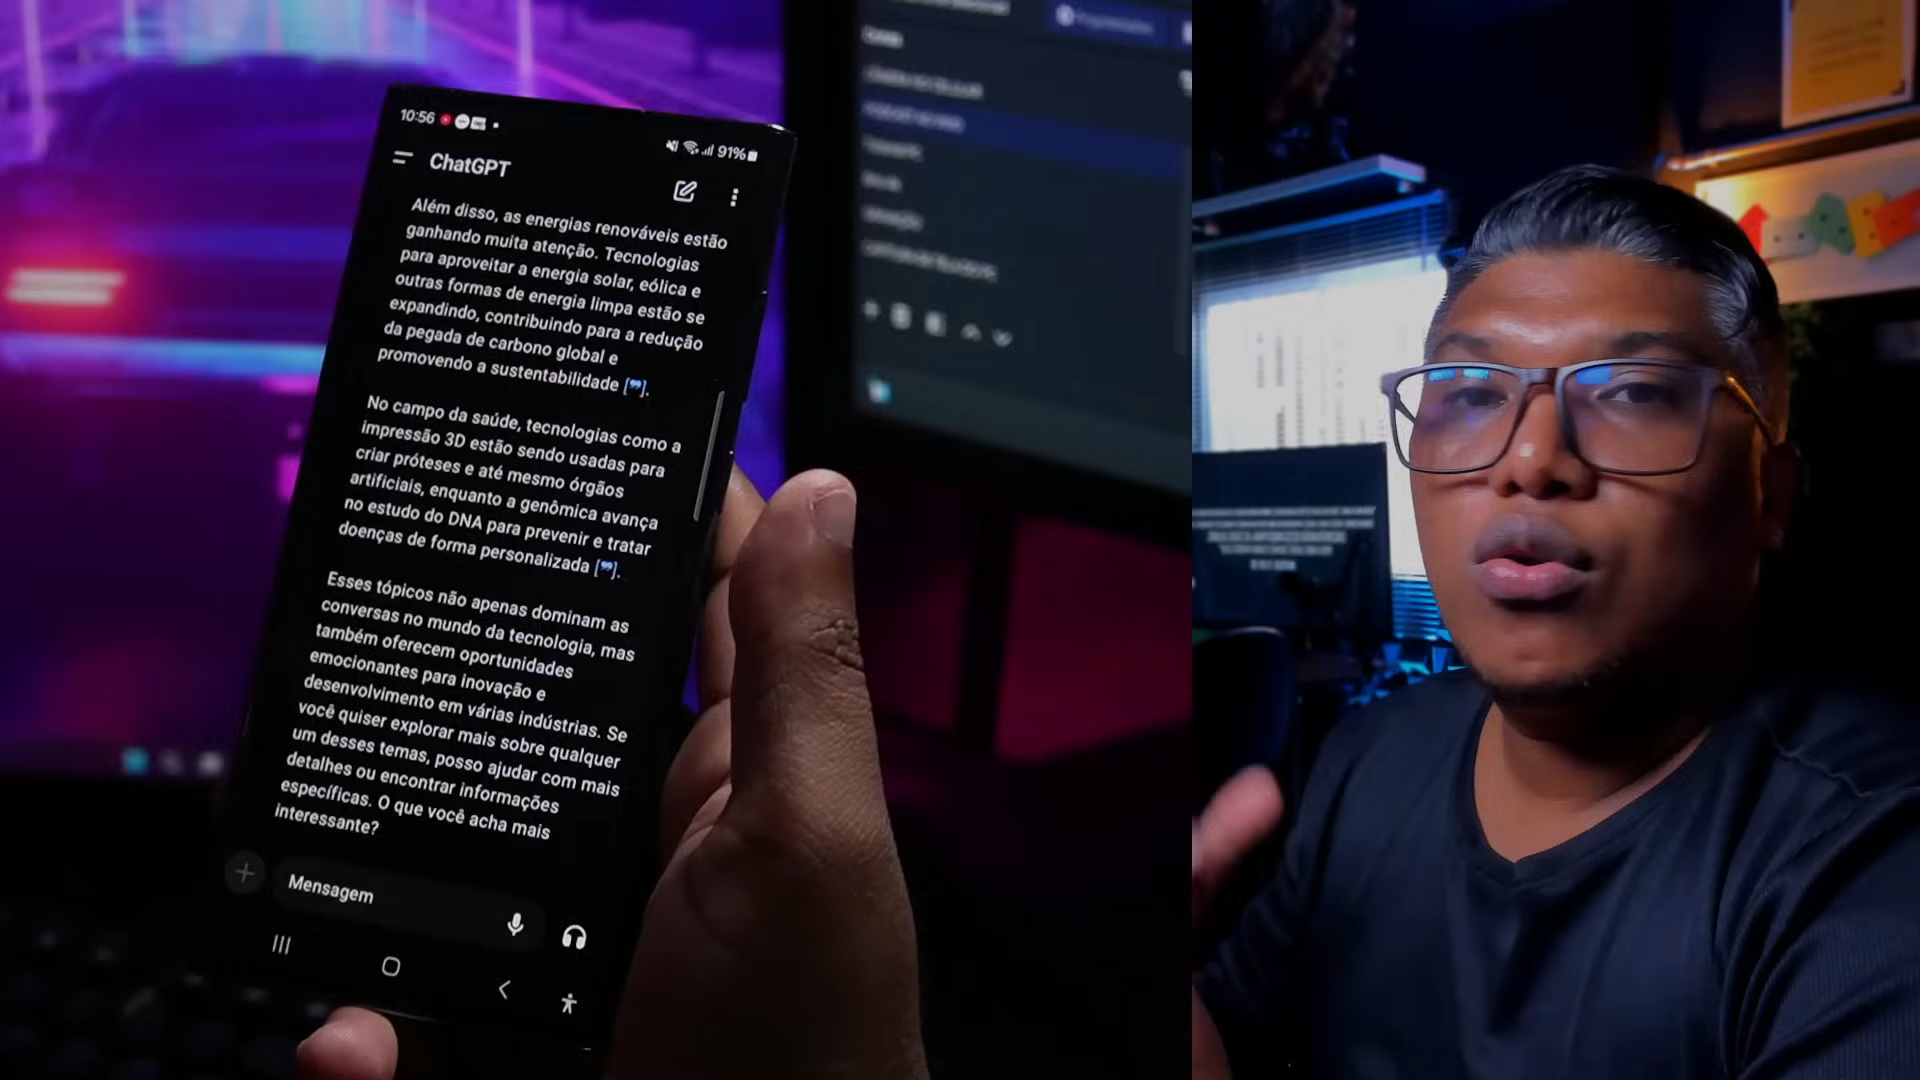 10:56
91%
ChatGPT
Além disso, as energias renováveis estão
ganhando muita atenção. Tecnologias
para aproveitar a energia solar, eólica e
outras formas de energia limpa estão se
expandindo, contribuindo para a redução
da pegada de carbono global e
promovendo a sustentabilidade ["].
No campo da saúde, tecnologias como a
impressão 3D estão sendo usadas para
criar próteses e até mesmo órgãos
artificiais, enquanto a genômica avança
no estudo do DNA para prevenir e tratar
doenças de forma personalizada ["].
Esses tópicos não apenas dominam as
conversas no mundo da tecnologia, mas
também oferecem oportunidades
emocionantes para inovação e
desenvolvimento em várias indústrias. Se
você quiser explorar mais sobre qualquer
um desses temas, posso ajudar com mais
detalhes ou encontrar informações
específicas. O que você acha mais
interessante?
Mensagem